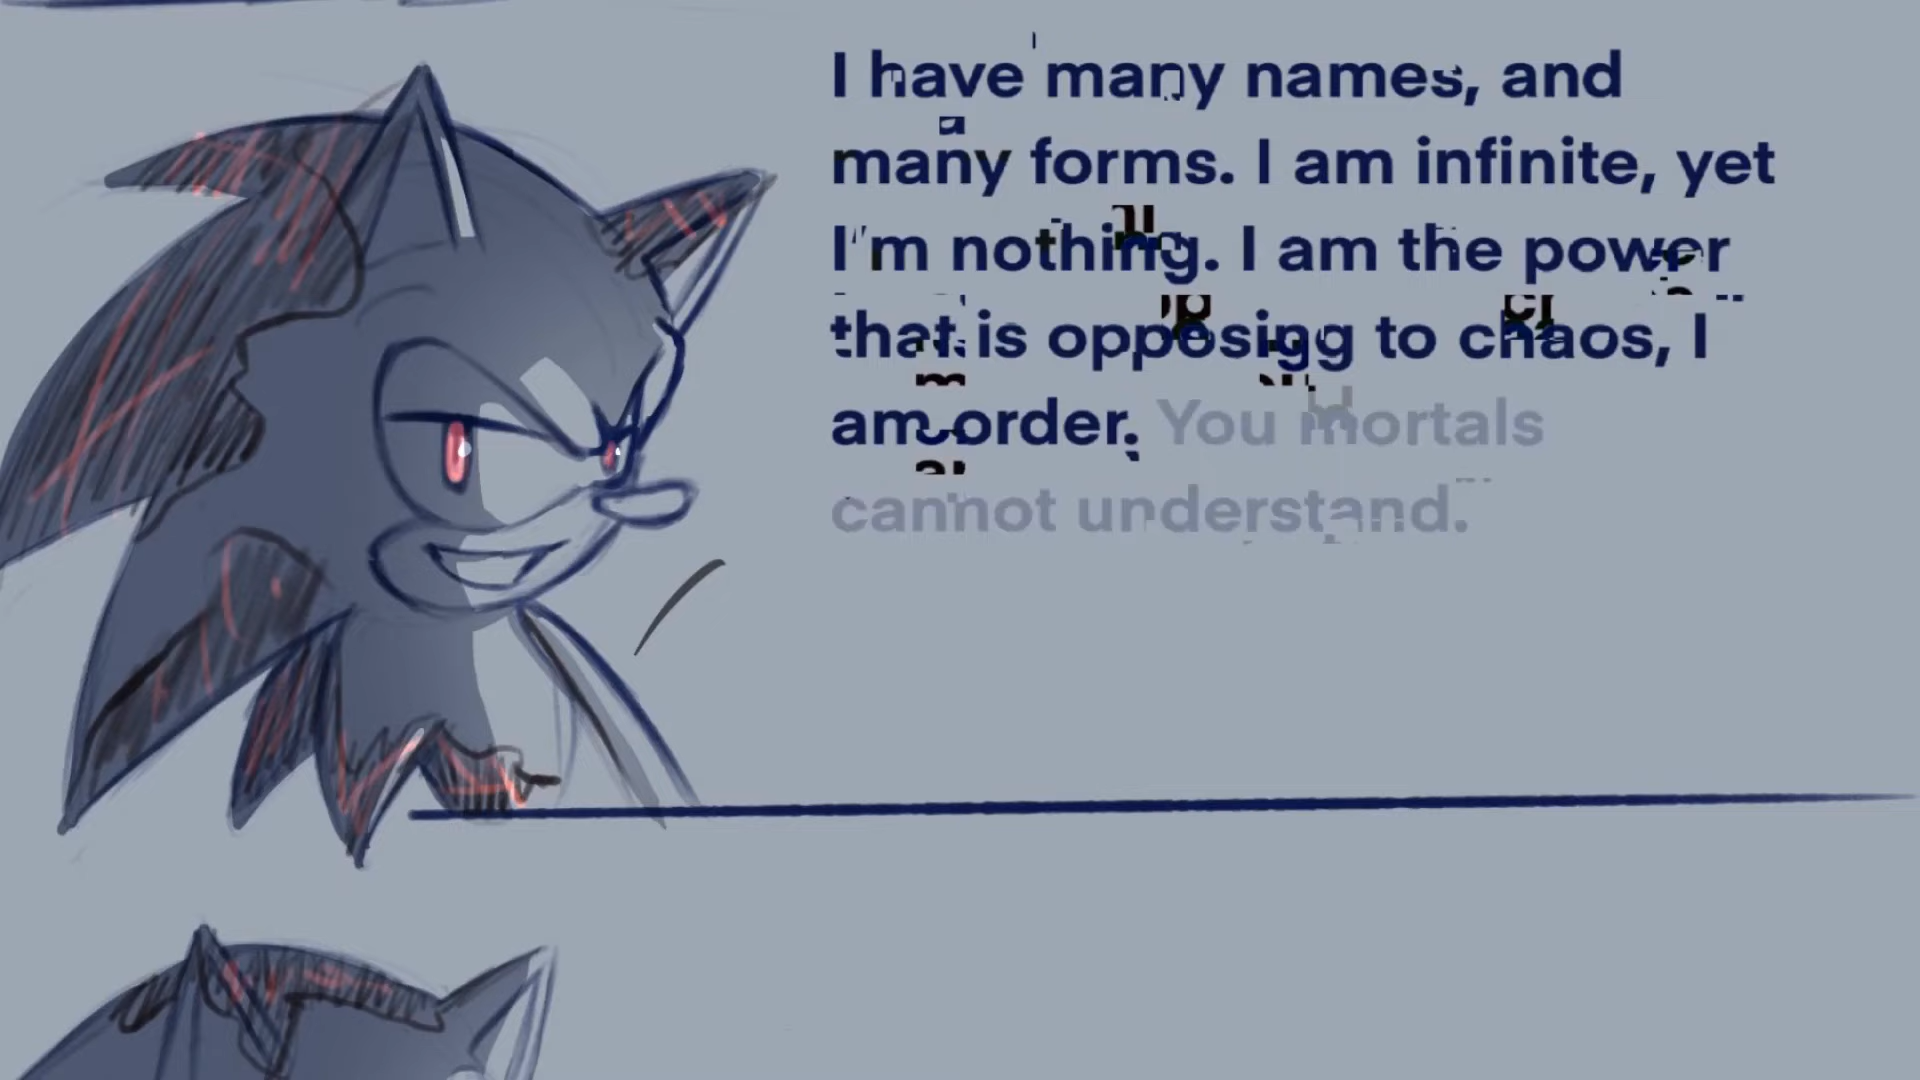 I have many names, and
many forms. I am infinite, yet
I'm nothing. I am the power
that is opposing to chaos, I
am order. You mortals
cannot understand.